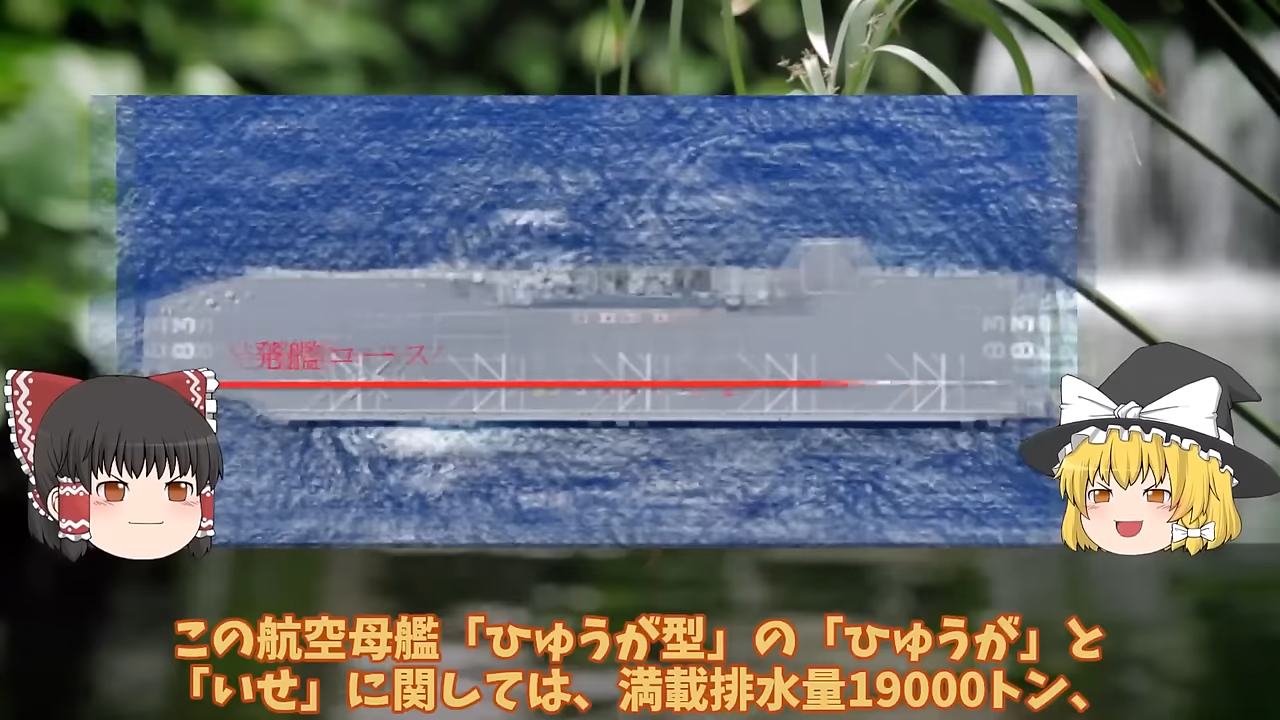 発艦コース
この航空母艦「ひゅうが型」の「ひゅうが」と
「いせ」に関しては、満載排水量19000トン、